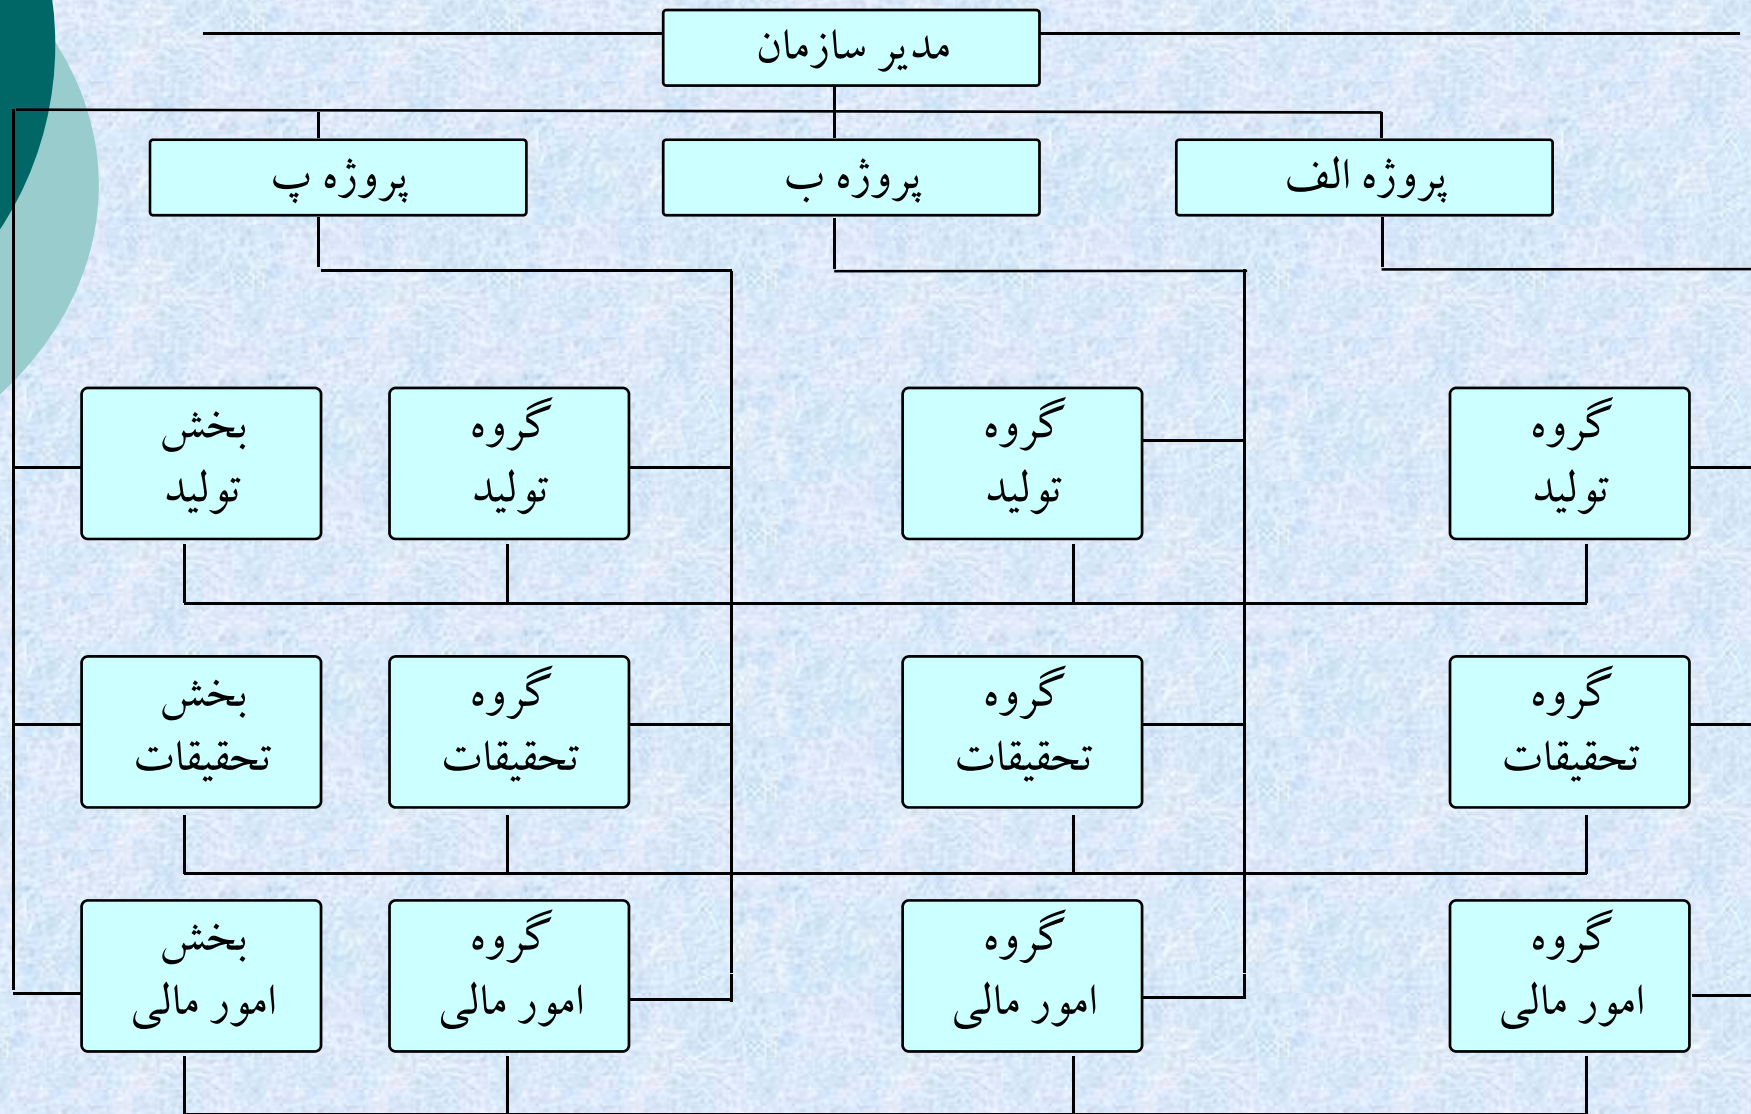 مدیر سازمان
پروژه الف
پروژه ب
پروژه پ
گروه
تولید
گروه
تولید
گروه
تولید
بخش
تولید
گروه
تحقیقات
گروه
تحقیقات
گروه
تحقیقات
بخش
تحقیقات
گروه
امور مالی
گروه
امور مالی
گروه
امور مالی
بخش
امور مالی